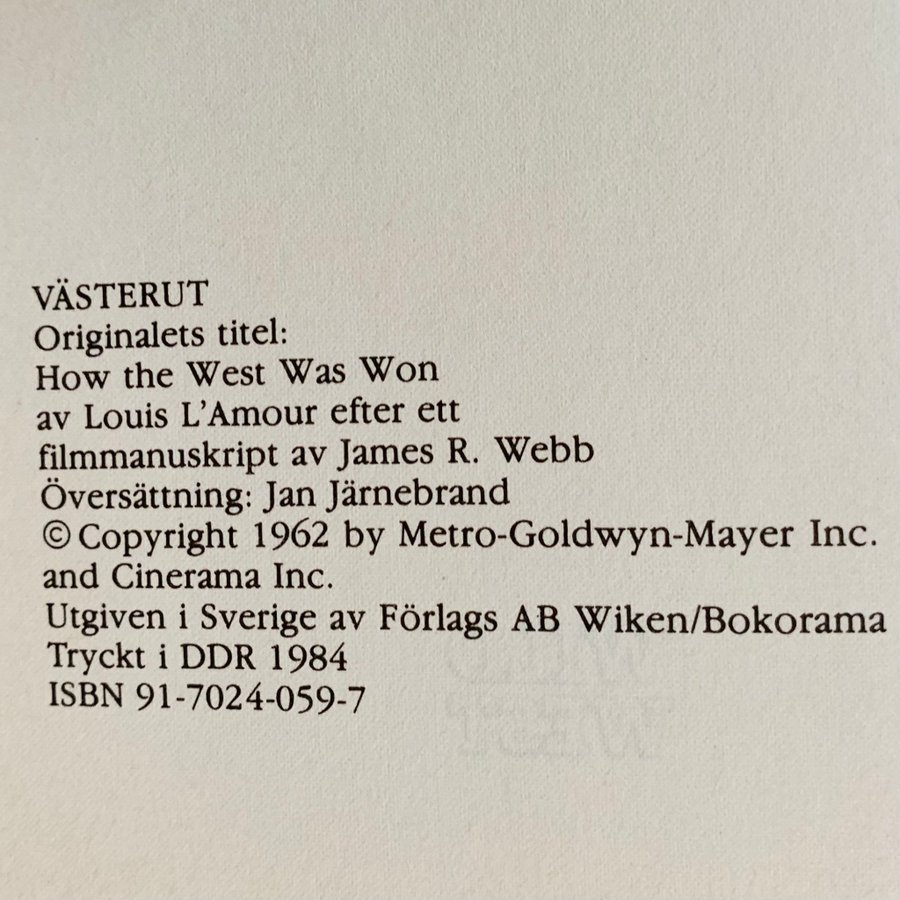 VÄSTERUT
Originalets titel:
How the West Was Won
av Louis L'Amour efter ett
filmmanuskript av James R. Webb
Översättning: Jan Järnebrand
© Copyright 1962 by Metro-Goldwyn-Mayer Inc.
and Cinerama Inc.
Utgiven i Sverige av Förlags AB Wiken/Bokorama
Tryckt i DDR 1984
ISBN 91-7024-059-7